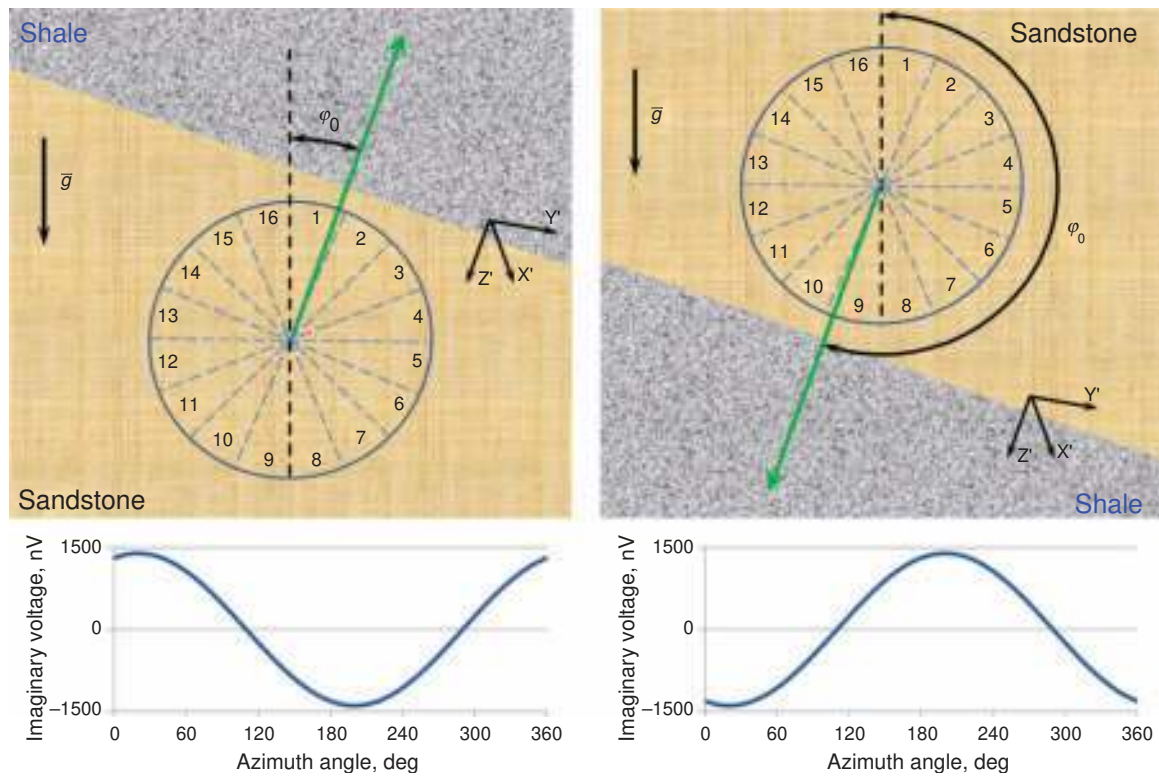 Shale
φ0
g̅
16 1
15 2
14 3
13 4
12 5
11 6
10 7
9 8
Y'
Z' X'
Sandstone
Sandstone
16 1
15 2
14 3
13 4
12 5
11 6
10 7
9 8
g̅
φ0
Y'
Z' X'
Shale
Imaginary voltage, nV
1500
0
−1500
0 60 120 180 240 300 360
Azimuth angle, deg
Imaginary voltage, nV
1500
0
−1500
0 60 120 180 240 300 360
Azimuth angle, deg